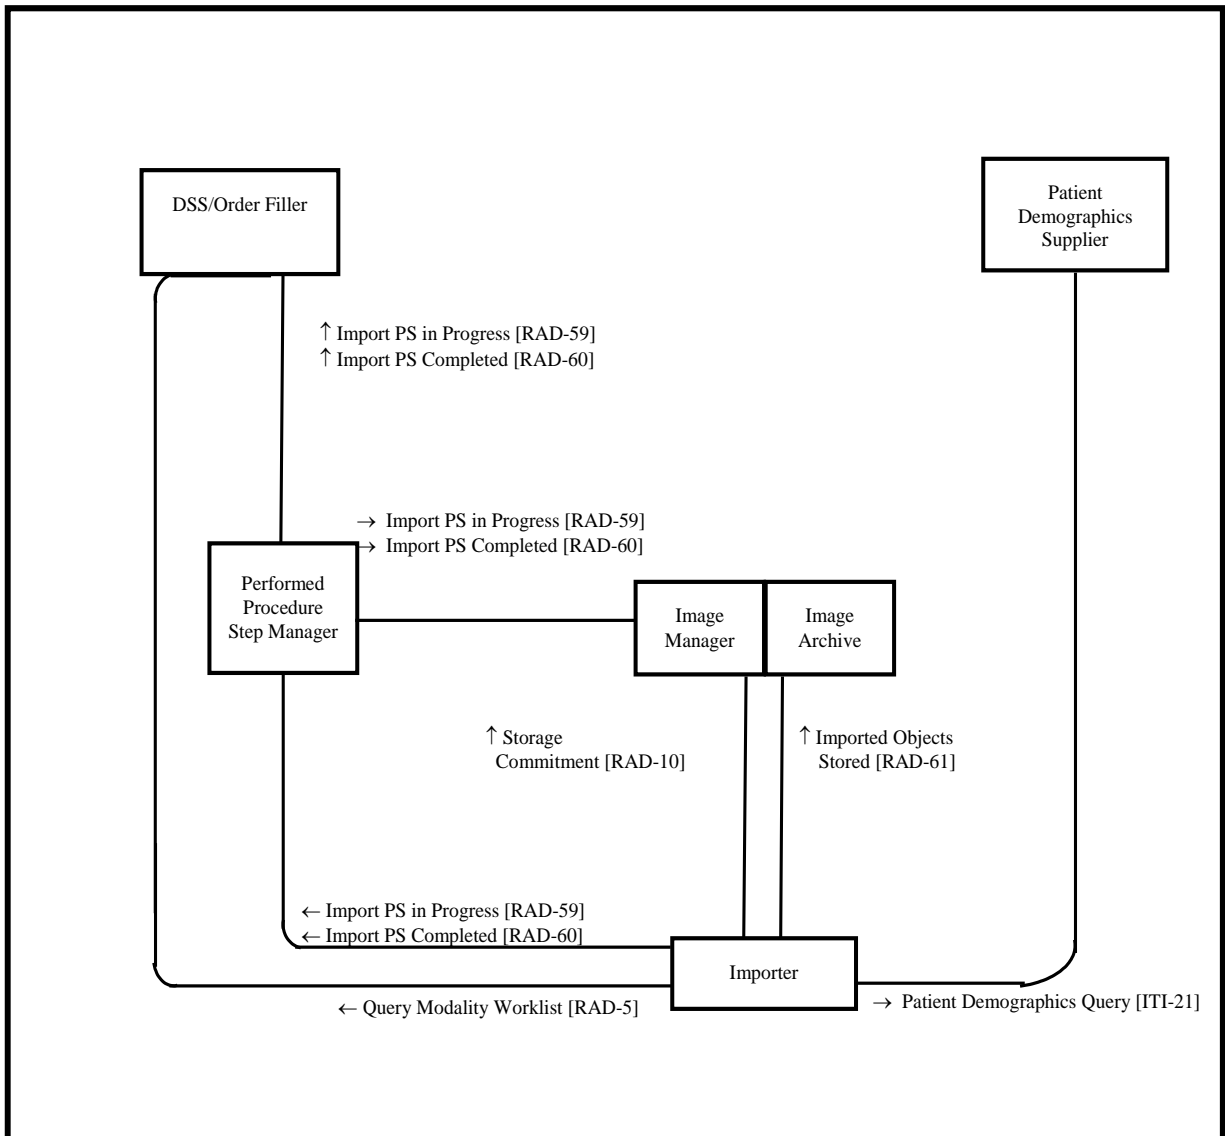 DSS/Order Filler
Patient
Demographics
Supplier
↑ Import PS in Progress [RAD-59]
↑ Import PS Completed [RAD-60]
→ Import PS in Progress [RAD-59]
→ Import PS Completed [RAD-60]
Performed
Procedure
Step Manager
Image
Manager
Image
Archive
↑ Storage
Commitment [RAD-10]
↑ Imported Objects
Stored [RAD-61]
← Import PS in Progress [RAD-59]
← Import PS Completed [RAD-60]
Importer
← Query Modality Worklist [RAD-5]
→ Patient Demographics Query [ITI-21]